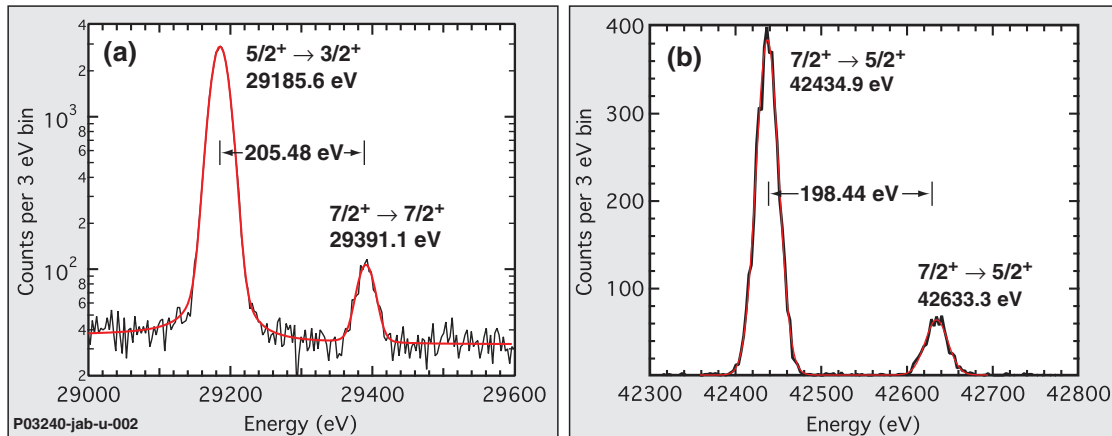 (a)
5/2⁺ → 3/2⁺
29185.6 eV
205.48 eV
7/2⁺ → 7/2⁺
29391.1 eV
Counts per 3 eV bin
4
2
10³
8
6
4
2
10²
8
6
4
2
29000 29200 29400 29600
Energy (eV)
P03240-jab-u-002
(b)
7/2⁺ → 5/2⁺
42434.9 eV
198.44 eV
7/2⁺ → 5/2⁺
42633.3 eV
Counts per 3 eV bin
400
300
200
100
42300 42400 42500 42600 42700 42800
Energy (eV)